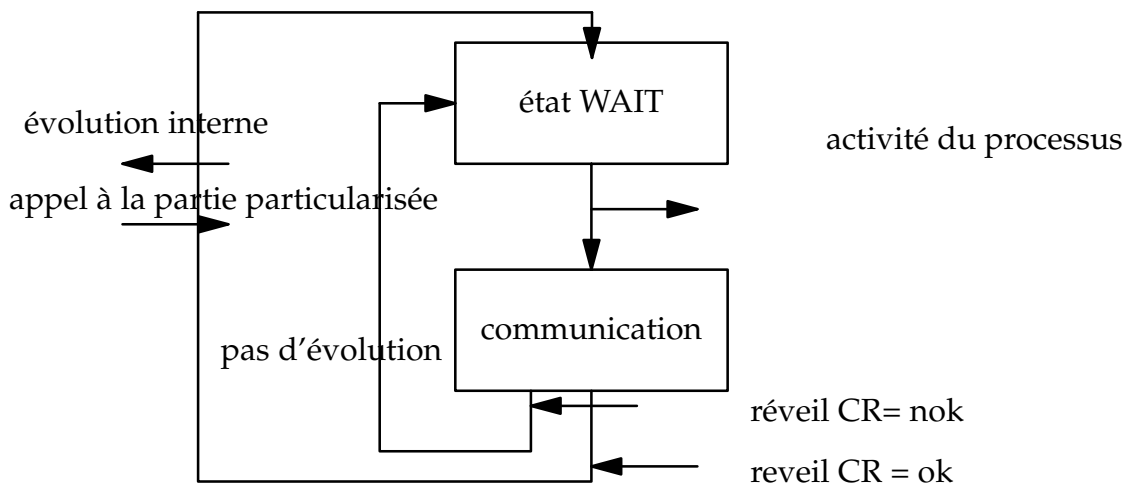 état WAIT
évolution interne
activité du processus
appel à la partie particularisée
communication
pas d’évolution
réveil CR= nok
reveil CR = ok